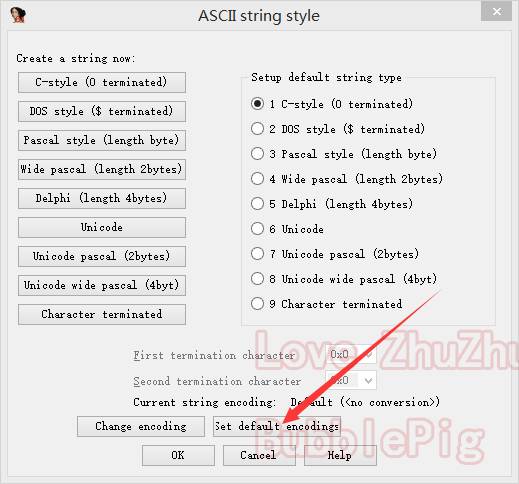 ASCII string style
Create a string now:
C-style (0 terminated)
DOS style ($ terminated)
Pascal style (length byte)
Wide pascal (length 2bytes)
Delphi (length 4bytes)
Unicode
Unicode pascal (2bytes)
Unicode wide pascal (4byt)
Character terminated
Setup default string type
1 C-style (0 terminated)
2 DOS style ($ terminated)
3 Pascal style (length byte)
4 Wide pascal (length 2bytes)
5 Delphi (length 4bytes)
6 Unicode
7 Unicode pascal (2bytes)
8 Unicode wide pascal (4byt)
9 Character terminated
First termination character 0x0
Second termination character 0x0
Current string encoding: Default (<no conversion>)
Change encoding Set default encodings
OK Cancel Help
Love ZhuZhu
BubblePig